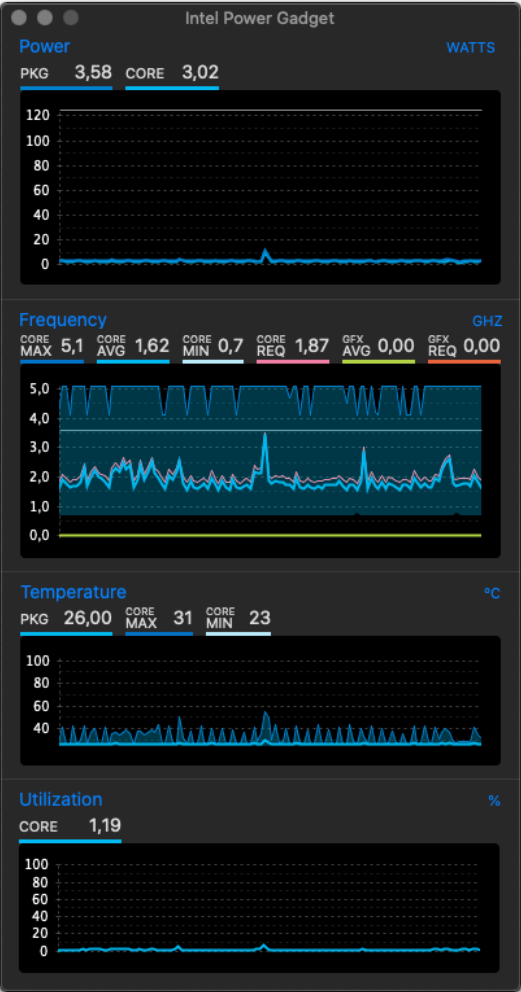 Intel Power Gadget
Power WATTS
PKG 3,58 CORE 3,02
120
100
80
60
40
20
0
Frequency GHZ
CORE MAX 5,1 CORE AVG 1,62 CORE MIN 0,7 CORE REQ 1,87 GFX AVG 0,00 GFX REQ 0,00
5,0
4,0
3,0
2,0
1,0
0,0
Temperature ºC
PKG 26,00 CORE MAX 31 CORE MIN 23
100
80
60
40
Utilization %
CORE 1,19
100
80
60
40
20
0